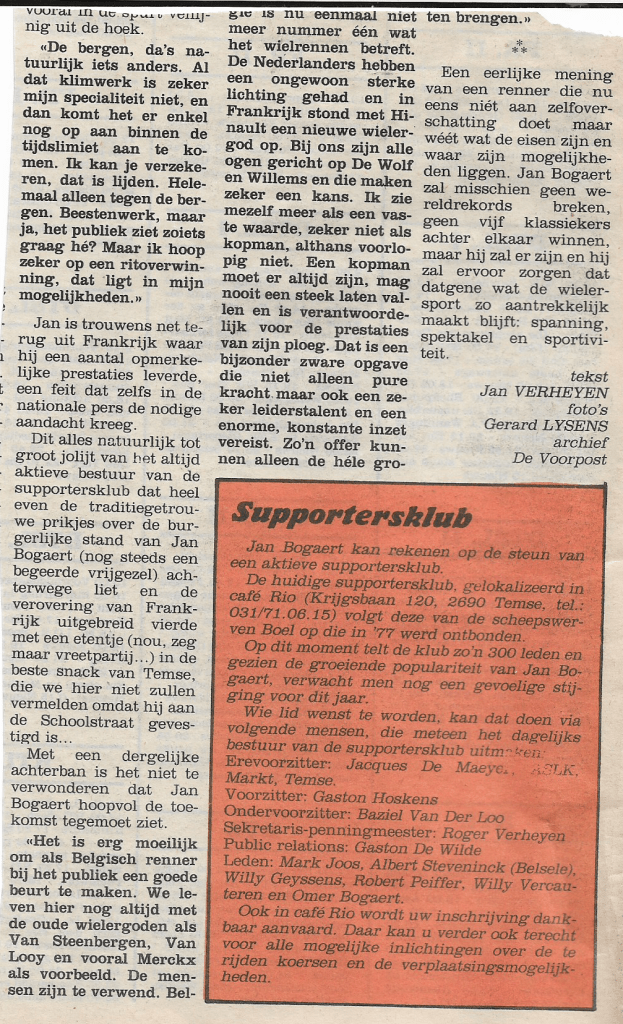 vooral in de spurt venij-
nig uit de hoek.
«De bergen, da's na-
tuurlijk iets anders. Al
dat klimwerk is zeker
mijn specialiteit niet, en
dan komt het er enkel
nog op aan binnen de
tijdslimiet aan te ko-
men. Ik kan je verzeke-
ren, dat is lijden. Hele-
maal alleen tegen de ber-
gen. Beestenwerk, maar
ja, het publiek ziet zoiets
graag hé? Maar ik hoop
zeker op een ritoverwin-
ning, dat ligt in mijn
mogelijkheden.»
Jan is trouwens net te-
rug uit Frankrijk waar
hij een aantal opmerke-
lijke prestaties leverde,
een feit dat zelfs in de
nationale pers de nodige
aandacht kreeg.
Dit alles natuurlijk tot
groot jolijt van het altijd
aktieve bestuur van de
supportersklub dat heel
even de traditiegetrou-
we prikjes over de bur-
gerlijke stand van Jan
Bogaert (nog steeds een
begeerde vrijgezel) ach-
terwege liet en de
verovering van Frank-
rijk uitgebreid vierde
met een etentje (nou, zeg
maar vreetpartij...) in de
beste snack van Temse,
die we hier niet zullen
vermelden omdat hij aan
de Schoolstraat geves-
tigd is...
Met een dergelijke
achterban is het niet te
verwonderen dat Jan
Bogaert hoopvol de toe-
komst tegemoet ziet.
«Het is erg moeilijk
om als Belgisch renner
bij het publiek een goede
beurt te maken. We le-
ven hier nog altijd met
de oude wielergoden als
Van Steenbergen, Van
Looy en vooral Merckx
als voorbeeld. De men-
sen zijn te verwend. Bel-
gie is nu eenmaal niet
meer nummer één wat
het wielrennen betreft.
De Nederlanders hebben
een ongewoon sterke
lichting gehad en in
Frankrijk stond met Hi-
nault een nieuwe wieler-
god op. Bij ons zijn alle
ogen gericht op De Wolf
en Willems en die maken
zeker een kans. Ik zie
mezelf meer als een vas-
te waarde, zeker niet als
kopman, althans voorlo-
pig niet. Een kopman
moet er altijd zijn, mag
nooit een steek laten val-
len en is verantwoorde-
lijk voor de prestaties
van zijn ploeg. Dat is een
bijzonder zware opgave
die niet alleen pure
kracht maar ook een ze-
ker leiderstalent en een
enorme, konstante inzet
vereist. Zo'n offer kun-
nen alleen de héle gro-
ten brengen.»
***
Een eerlijke mening
van een renner die nu
eens niét aan zelfover-
schatting doet maar
wéét wat de eisen zijn en
waar zijn mogelijkhe-
den liggen. Jan Bogaert
zal misschien geen we-
reldrekords breken,
geen vijf klassiekers
achter elkaar winnen,
maar hij zal er zijn en hij
zal ervoor zorgen dat
datgene wat de wieler-
sport zo aantrekkelijk
maakt blijft: spanning,
spektakel en sportivi-
teit.
tekst
Jan VERHEYEN
foto's
Gerard LYSENS
archief
De Voorpost
Supportersklub
Jan Bogaert kan rekenen op de steun van
een aktieve supportersklub.
De huidige supportersklub, gelokalizeerd in
café Rio (Krijgsbaan 120, 2690 Temse, tel.:
031/71.06.15) volgt deze van de scheepswer-
ven Boel op die in '77 werd ontbonden.
Op dit moment telt de klub zo'n 300 leden en
gezien de groeiende populariteit van Jan Bo-
gaert, verwacht men nog een gevoelige stij-
ging voor dit jaar.
Wie lid wenst te worden, kan dat doen via
volgende mensen, die meteen het dagelijks
bestuur van de supportersklub uitmaken:
Erevoorzitter: Jacques De Maeyer, ASLK,
Markt, Temse.
Voorzitter: Gaston Hoskens
Ondervoorzitter: Baziel Van Der Loo
Sekretaris-penningmeester: Roger Verheyen
Public relations: Gaston De Wilde
Leden: Mark Joos, Albert Steveninck (Belsele),
Willy Geyssens, Robert Peiffer, Willy Vercau-
teren en Omer Bogaert.
Ook in café Rio wordt uw inschrijving dank-
baar aanvaard. Daar kan u verder ook terecht
voor alle mogelijke inlichtingen over de te
rijden koersen en de verplaatsingsmogelijk-
heden.